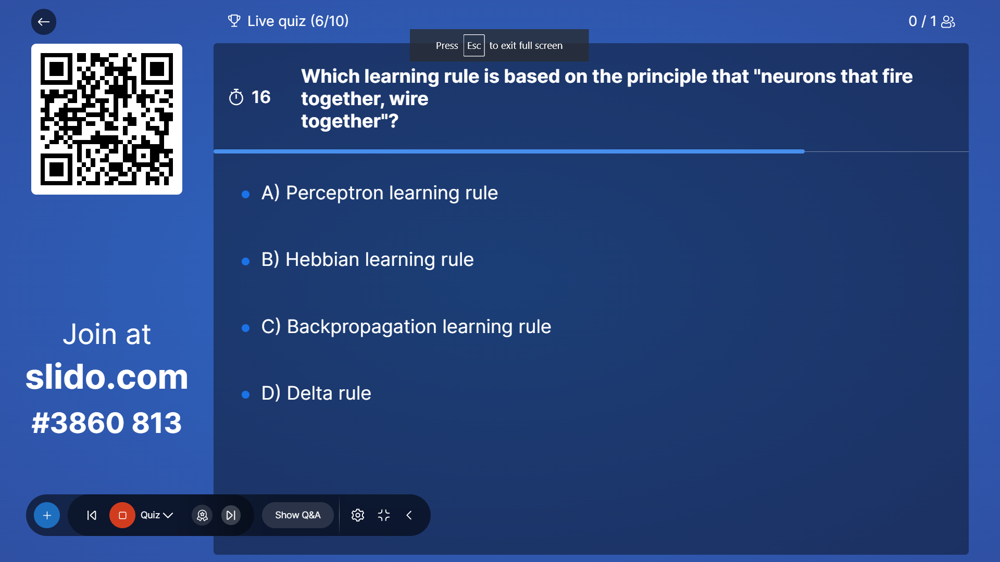 Live quiz (6/10)
0 / 1
Press Esc to exit full screen
16
Which learning rule is based on the principle that "neurons that fire
together, wire
together"?
A) Perceptron learning rule
B) Hebbian learning rule
C) Backpropagation learning rule
D) Delta rule
Join at
slido.com
#3860 813
Quiz
Show Q&A